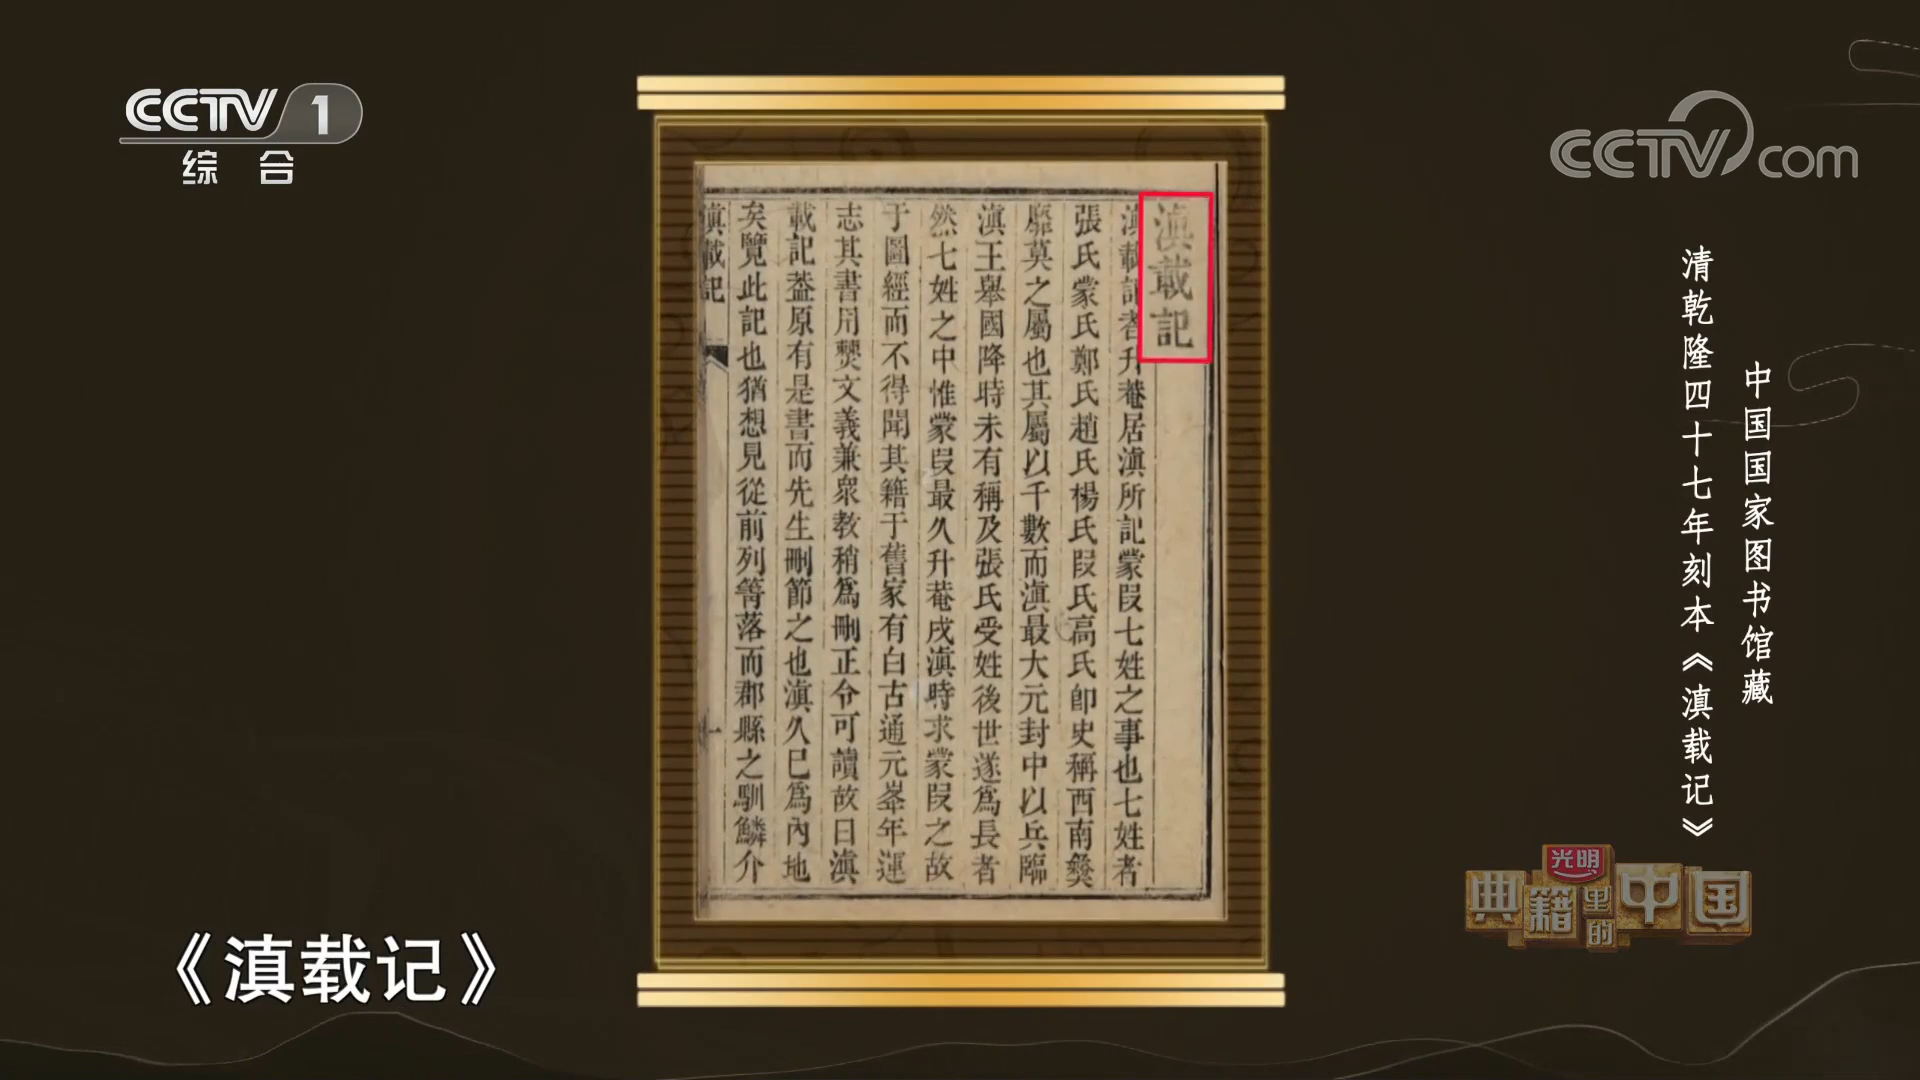 CCTV 1
综合
CCTV com
滇載記
滇載記者升菴居滇所記蒙段七姓之事也七姓者
張氏蒙氏鄭氏趙氏楊氏段氏高氏卽史稱西南彜
靡莫之屬也其屬以千數而滇最大元封中以兵臨
滇王舉國降時未有稱及張氏受姓後世遂爲長者
然七姓之中惟蒙段最久升菴戍滇時求蒙段之故
于圖經而不得聞其籍于舊家有白古通元峯年運
志其書用僰文義兼衆教稍爲刪正令可讀故曰滇
載記葢原有是書而先生刪節之也滇久巳爲內地
矣覽此記也猶想見從前列箐落而郡縣之馴鱗介
滇載記
一
中国国家图书馆藏
清乾隆四十七年刻本《滇载记》
光明
典籍里的中国
《滇载记》